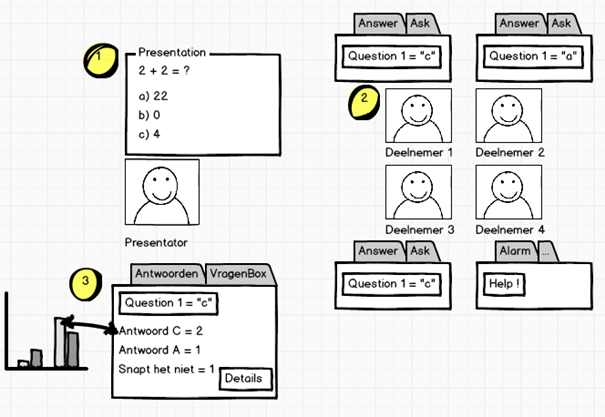 1
Presentation
2 + 2 = ?
a) 22
b) 0
c) 4
Presentator
Answer Ask
Question 1 = "c"
Answer Ask
Question 1 = "a"
2
Deelnemer 1
Deelnemer 2
Deelnemer 3
Deelnemer 4
Answer Ask
Question 1 = "c"
Alarm ...
Help !
3
Antwoorden VragenBox
Question 1 = "c"
Antwoord C = 2
Antwoord A = 1
Snapt het niet = 1
Details